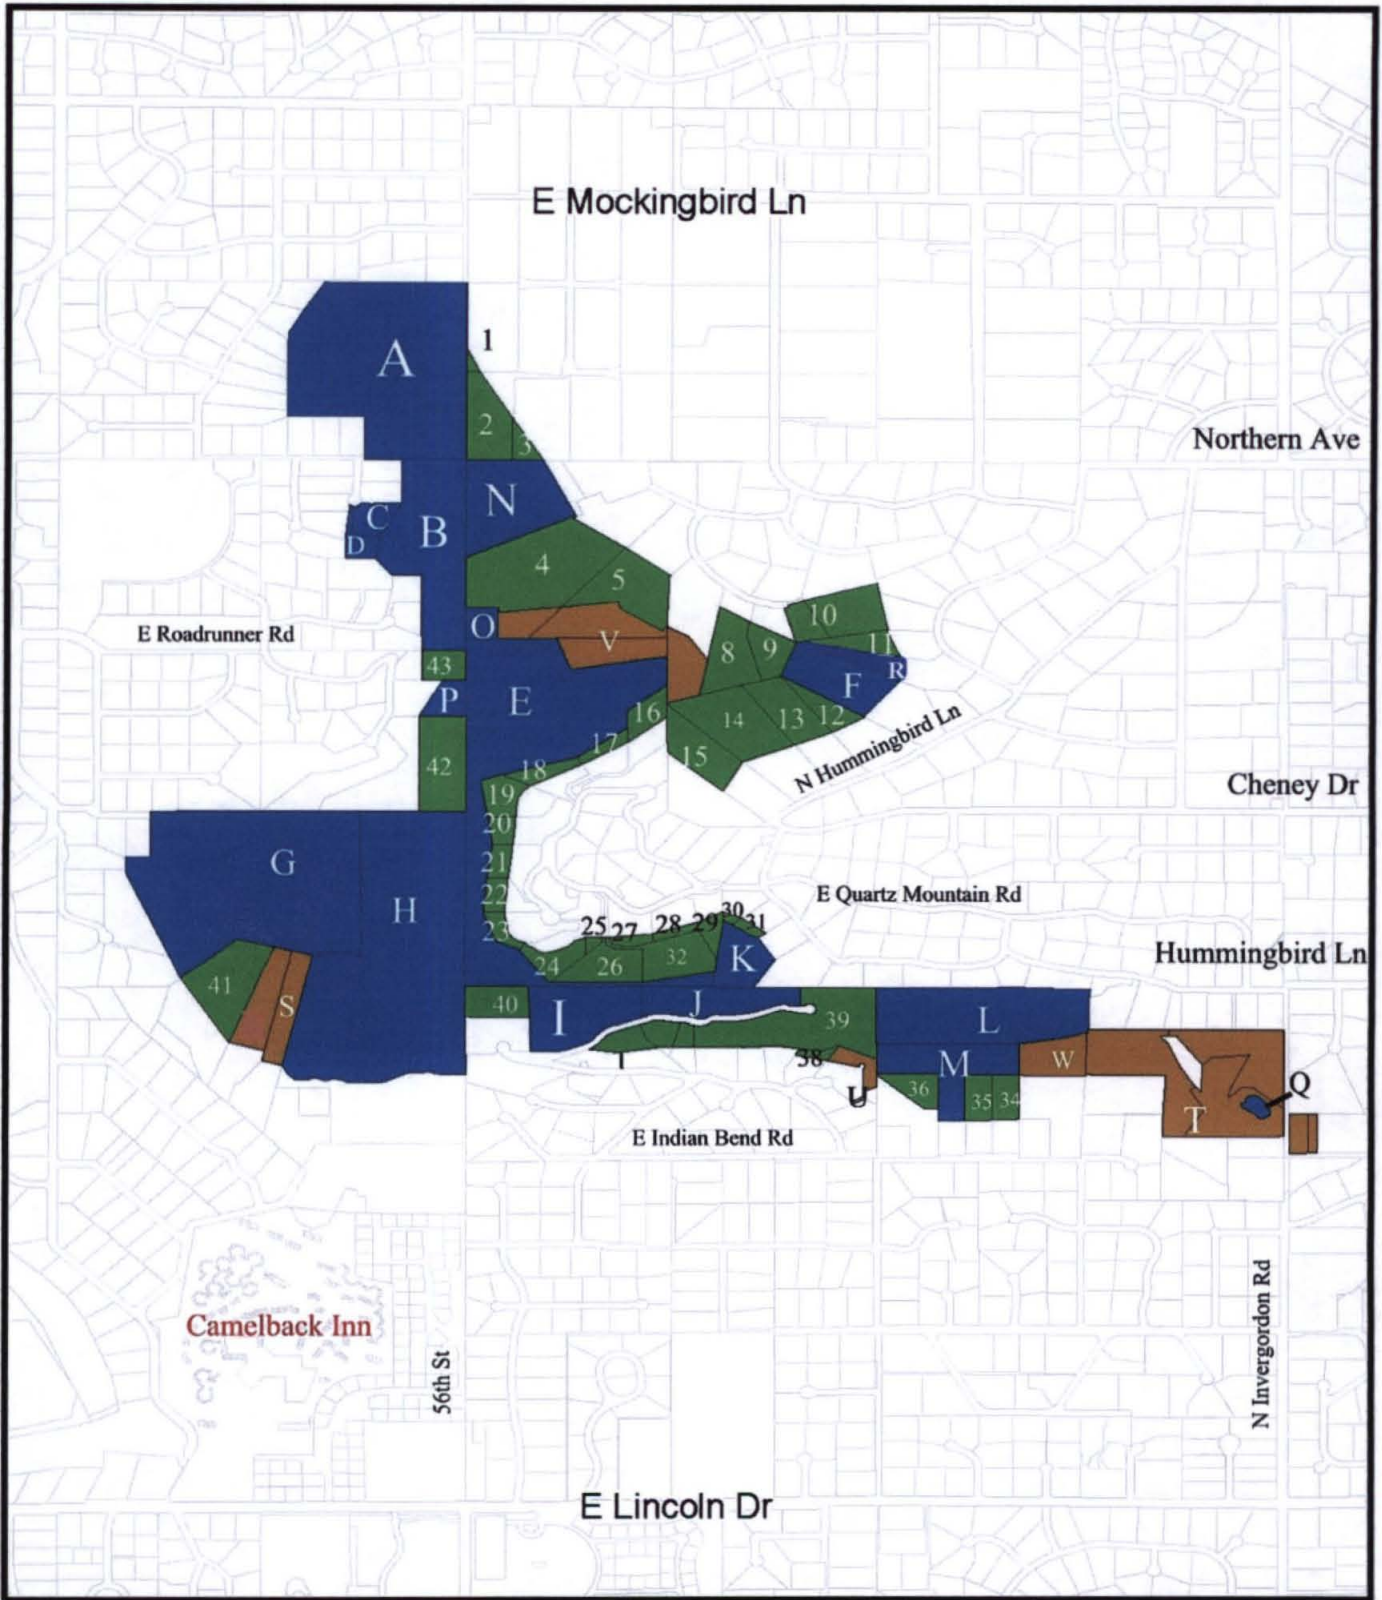 E Mockingbird Ln
1
A
2
3
Northern Ave
N
C
B
D
4
5
10
O
V
E Roadrunner Rd
8
9
11
43
R
F
P
E
16
14
13
12
17
15
N Hummingbird Ln
42
18
19
Cheney Dr
20
G
21
22
E Quartz Mountain Rd
H
30
25
27
28
29
31
23
Hummingbird Ln
24
26
32
K
41
S
40
I
J
39
L
38
M
W
U
36
35
34
Q
T
E Indian Bend Rd
Camelback Inn
56th St
N Invergordon Rd
E Lincoln Dr